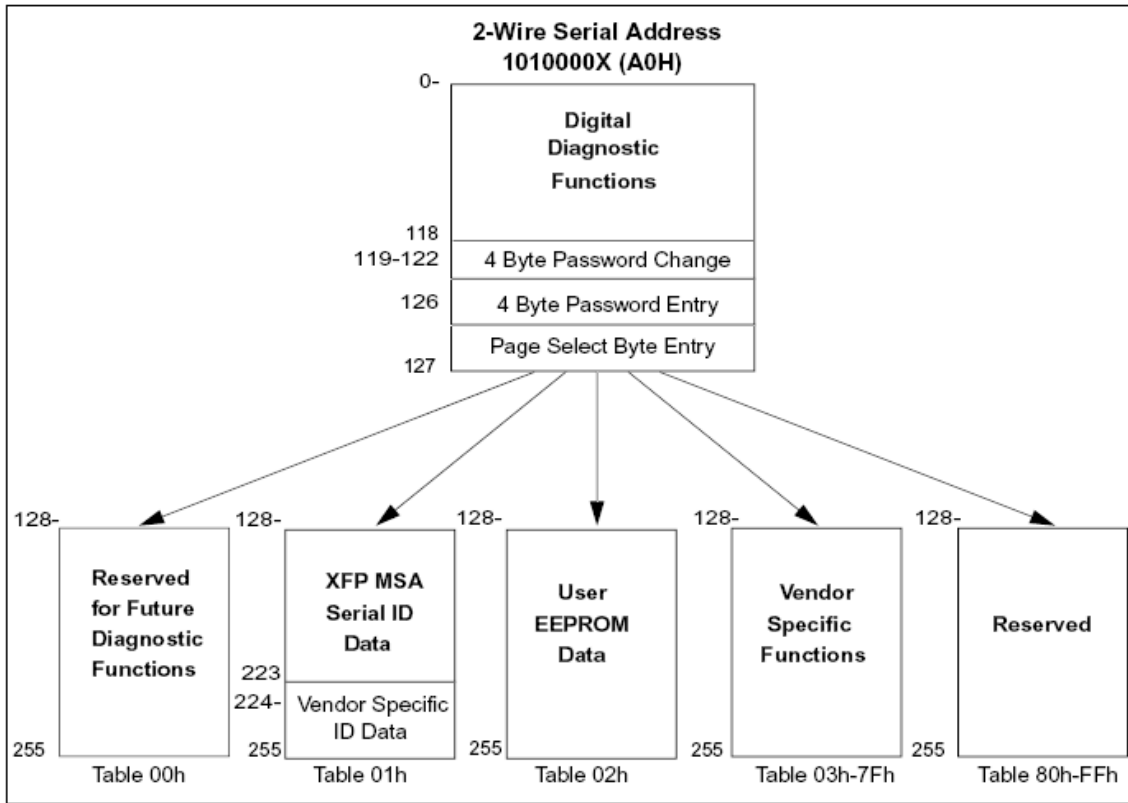 2-Wire Serial Address
1010000X (A0H)
0-
Digital
Diagnostic
Functions
118
119-122
4 Byte Password Change
126
4 Byte Password Entry
Page Select Byte Entry
127
128-
Reserved
for Future
Diagnostic
Functions
255
Table 00h
128-
XFP MSA
Serial ID
Data
223
224-
Vendor Specific
ID Data
255
Table 01h
128-
User
EEPROM
Data
255
Table 02h
128-
Vendor
Specific
Functions
255
Table 03h-7Fh
128-
Reserved
255
Table 80h-FFh